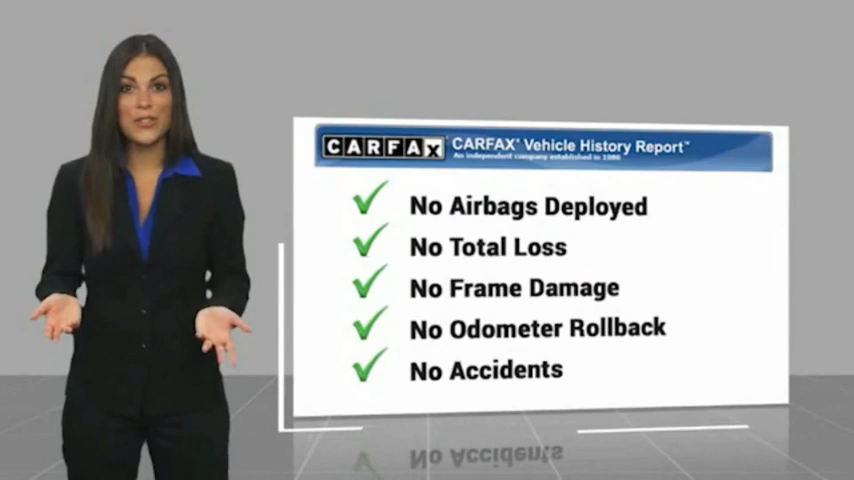 CARFAX CARFAX® Vehicle History Report™
An independent company established in 1986
No Airbags Deployed
No Total Loss
No Frame Damage
No Odometer Rollback
No Accidents
No Accidents